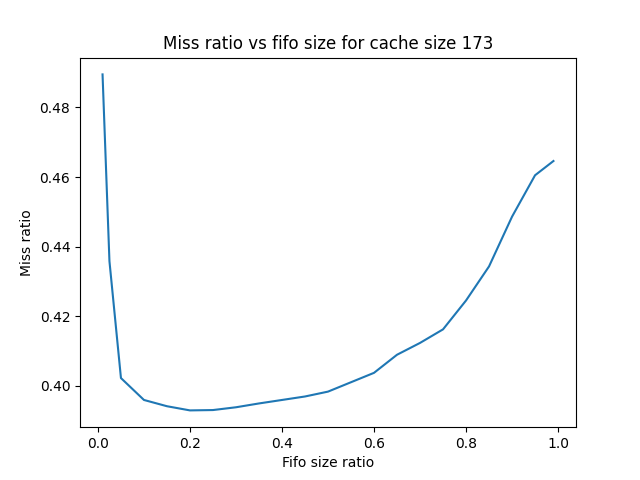 Miss ratio vs fifo size for cache size 173
Miss ratio
0.48
0.46
0.44
0.42
0.40
0.0 0.2 0.4 0.6 0.8 1.0
Fifo size ratio